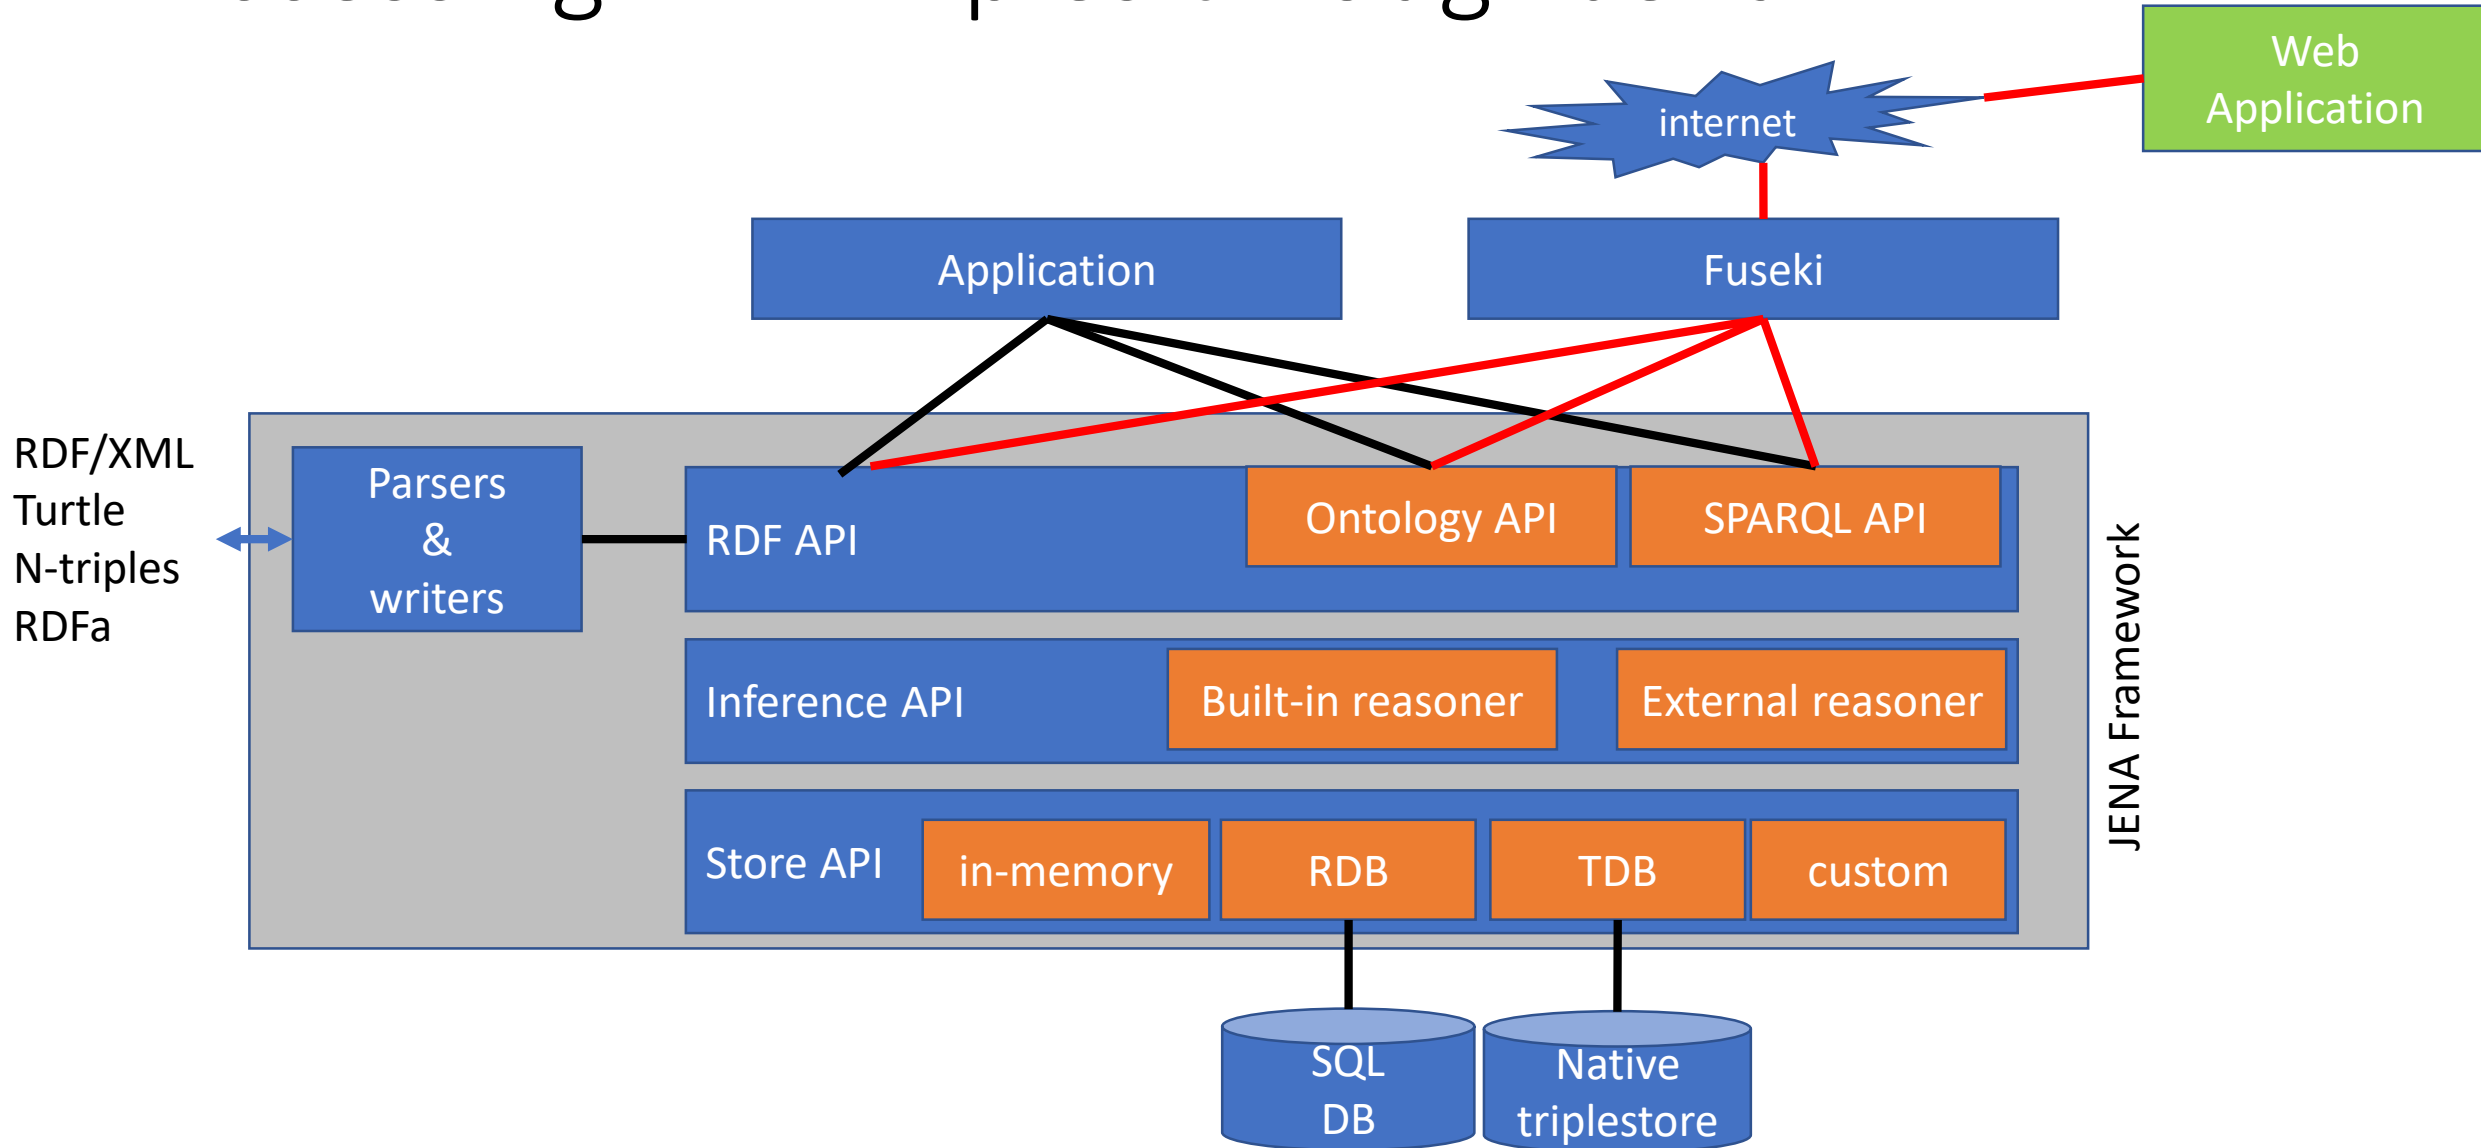 Web
Application
internet
Application
Fuseki
RDF/XML
Turtle
N-triples
RDFa
Parsers
&
writers
RDF API
Ontology API
SPARQL API
Inference API
Built-in reasoner
External reasoner
Store API
in-memory
RDB
TDB
custom
JENA Framework
SQL
DB
Native
triplestore